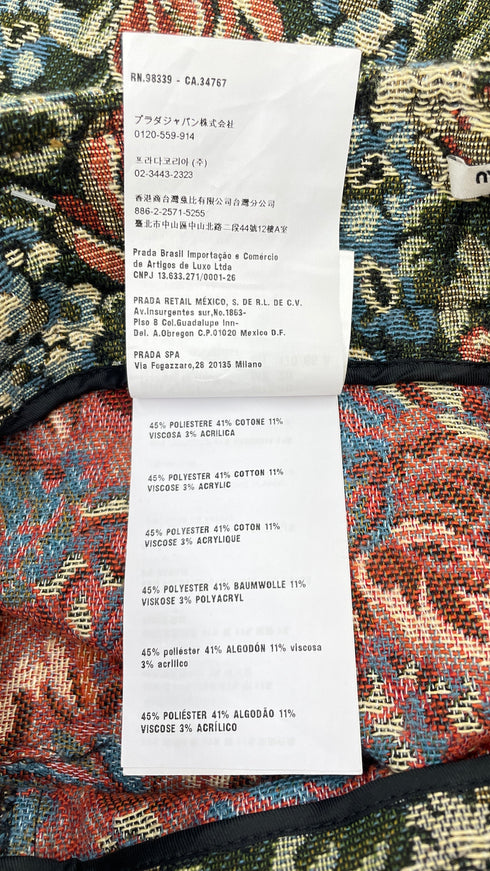 RN.98339 - CA.34767
プラダジャパン株式会社
0120-559-914
프라다코리아 (주)
02-3443-2323
香港商台灣魚比有限公司台灣分公司
886-2-2571-5255
臺北市中山區中山北路二段44號12樓A室
Prada Brasil Importação e Comércio
de Artigos de Luxo Ltda
CNPJ 13.633.271/0001-26
PRADA RETAIL MÉXICO, S. DE R.L. DE C.V.
Av.Insurgentes sur,No.1863-
Piso 8 Col.Guadalupe Inn-
Del. A.Obregon C.P.01020 Mexico D.F.
PRADA SPA
Via Fogazzaro,28 20135 Milano
45% POLIESTERE 41% COTONE 11%
VISCOSA 3% ACRILICA
45% POLYESTER 41% COTTON 11%
VISCOSE 3% ACRYLIC
45% POLYESTER 41% COTON 11%
VISCOSE 3% ACRYLIQUE
45% POLYESTER 41% BAUMWOLLE 11%
VISKOSE 3% POLYACRYL
45% poliéster 41% ALGODÓN 11% viscosa
3% acrílico
45% POLIÉSTER 41% ALGODÃO 11%
VISCOSE 3% ACRÍLICO